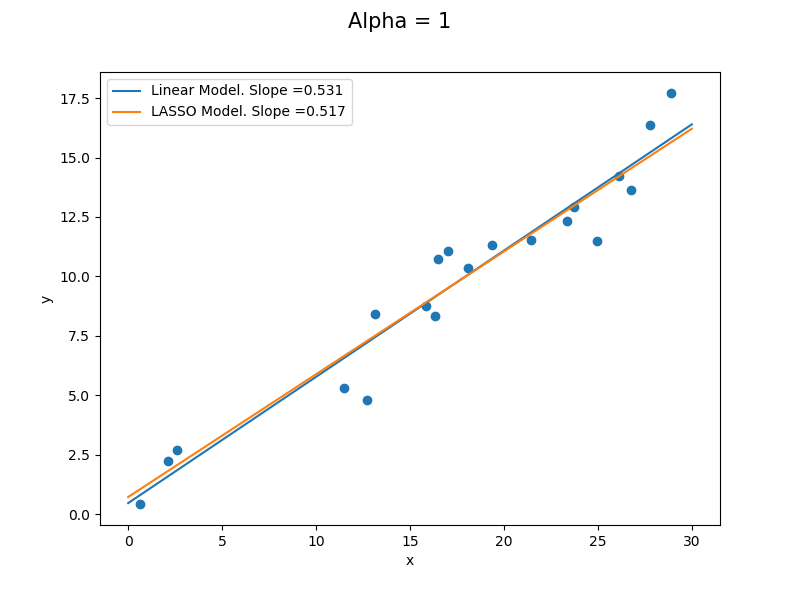 Alpha = 1
Linear Model. Slope =0.531
LASSO Model. Slope =0.517
17.5
15.0
12.5
10.0
7.5
5.0
2.5
0.0
y
0 5 10 15 20 25 30
x